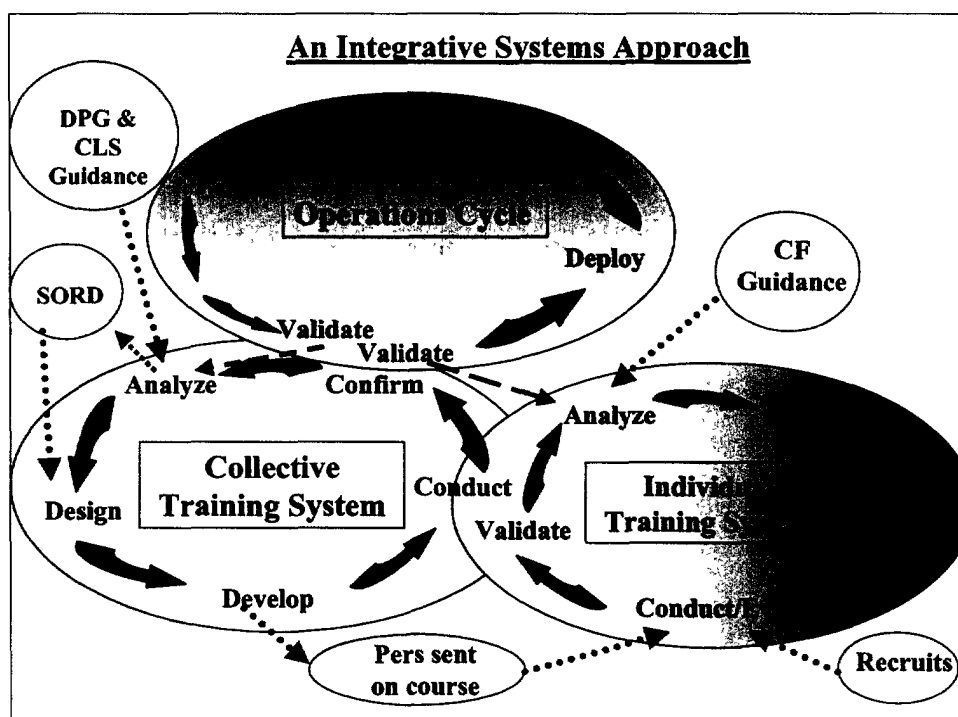 An Integrative Systems Approach
DPG &
CLS
Guidance
Operations Cycle
Deploy
CF
Guidance
SORD
Validate
Validate
Analyze
Confirm
Analyze
Collective
Training System
Conduct
Design
Validate
Training
Develop
Pers sent
on course
Recruits